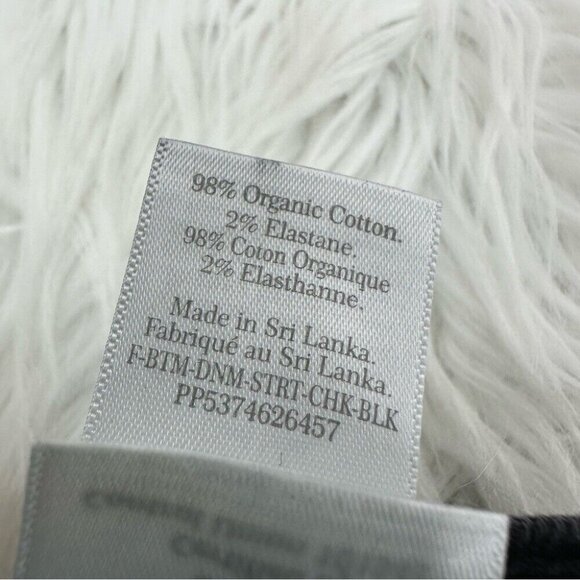 98% Organic Cotton.
2% Elastane.
98% Coton Organique
2% Elasthanne.
Made in Sri Lanka.
Fabriqué au Sri Lanka.
F-BTM-DNM-STRT-CHK-BLK
PP5374626457